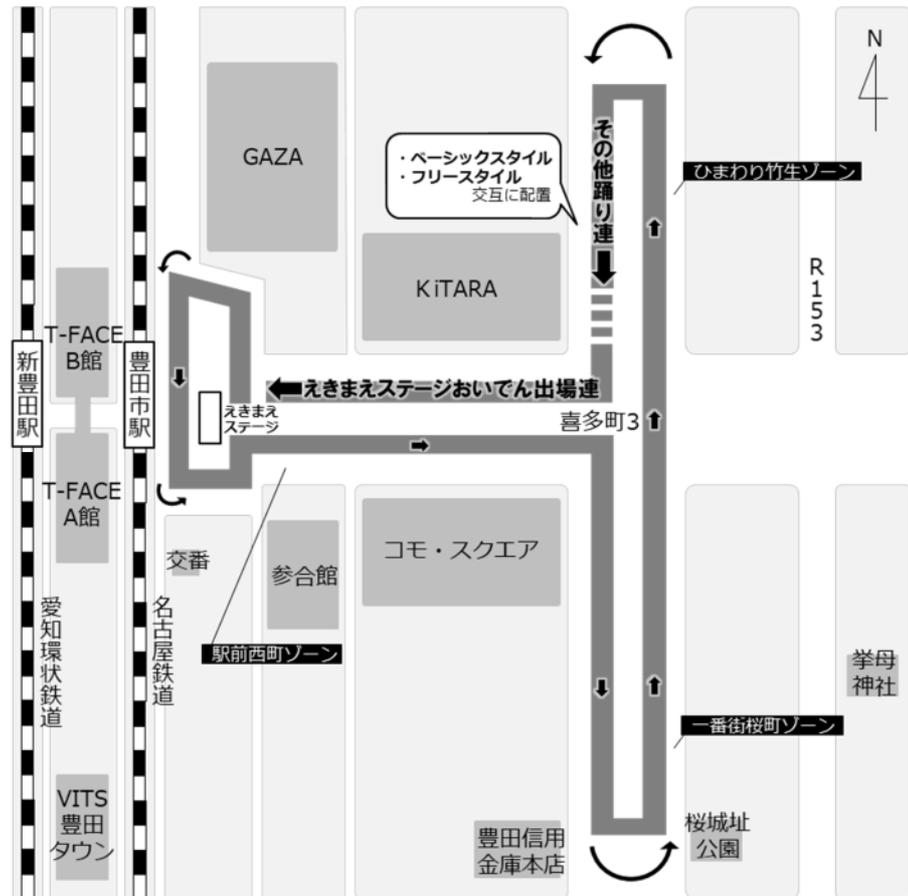 N
GAZA
・ベーシックスタイル
・フリースタイル
交互に配置
その他踊り連
ひまわり竹生ゾーン
KiTARA
R153
T-FACE
B館
新豊田駅
豊田市駅
えきまえステージおいでん出場連
えきまえ
ステージ
喜多町3
T-FACE
A館
コモ・スクエア
交番
参合館
愛知環状鉄道
名古屋鉄道
駅前西町ゾーン
挙母
神社
一番街桜町ゾーン
VITS
豊田
タウン
豊田信用
金庫本店
桜城址
公園